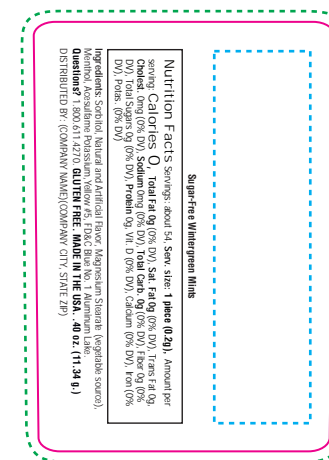 Sugar-Free Wintergreen Mints
Nutrition Facts Servings: about 54, Serv. size: 1 piece (0.2g), Amount per
serving: Calories 0, Total Fat 0g (0% DV), Sat. Fat 0g (0% DV), Trans Fat 0g,
Cholest. 0mg (0% DV), Sodium 0mg (0% DV), Total Carb. 0g (0% DV), Fiber 0g (0%
DV), Total Sugars 0g (0% DV), Protein 0g, Vit. D (0% DV), Calcium (0% DV), Iron (0%
DV), Potas. (0% DV)
Ingredients: Sorbitol, Natural and Artificial Flavor, Magnesium Stearate (vegetable source),
Menthol, Acesulfame Potassium, Yellow #5, FD&C Blue No. 1 Aluminum Lake.
Questions? 1.800.611.4270. GLUTEN FREE. MADE IN THE USA. .40 oz. (11.34 g.)
DISTRIBUTED BY: (COMPANY NAME)(COMPANY CITY, STATE ZIP)